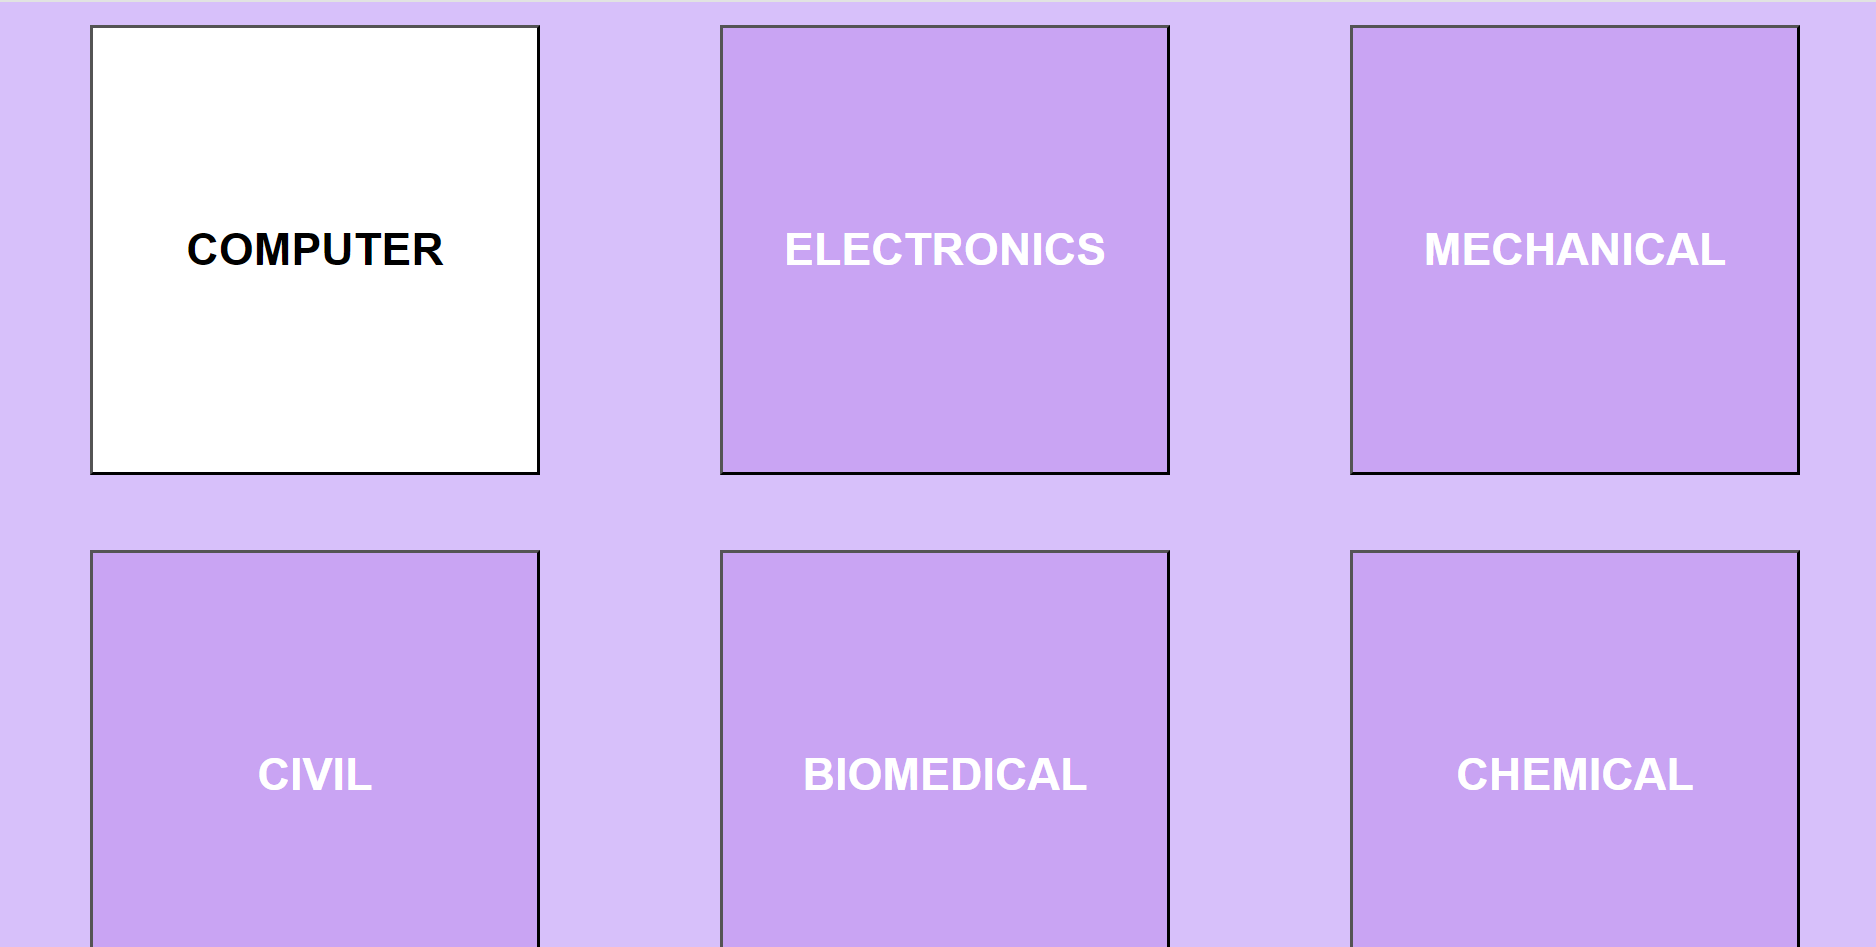 COMPUTER
ELECTRONICS
MECHANICAL
CIVIL
BIOMEDICAL
CHEMICAL